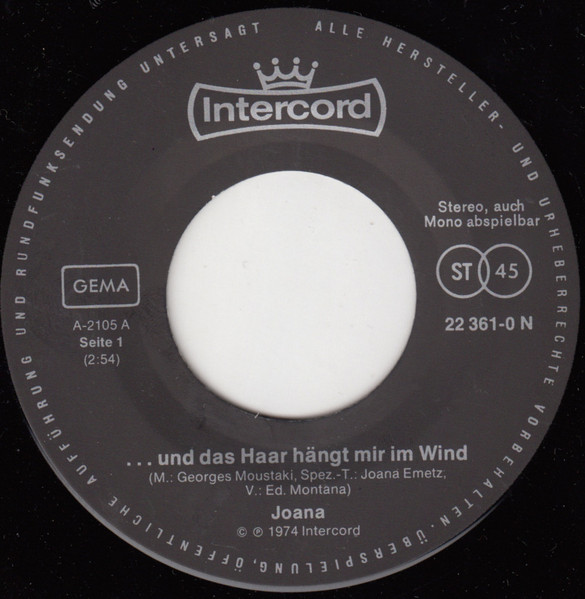 ALLE HERSTELLER- UND URHEBERRECHTE VORBEHALTEN. ÜBERSPIELUNG, ÖFFENTLICHE AUFFÜHRUNG UND RUNDFUNKSENDUNG UNTERSAGT
Intercord
Stereo, auch
Mono abspielbar
ST 45
22 361-0 N
GEMA
A-2105 A
Seite 1
(2:54)
...und das Haar hängt mir im Wind
(M.: Georges Moustaki, Spez.-T.: Joana Emetz,
V.: Ed. Montana)
Joana
© ℗ 1974 Intercord